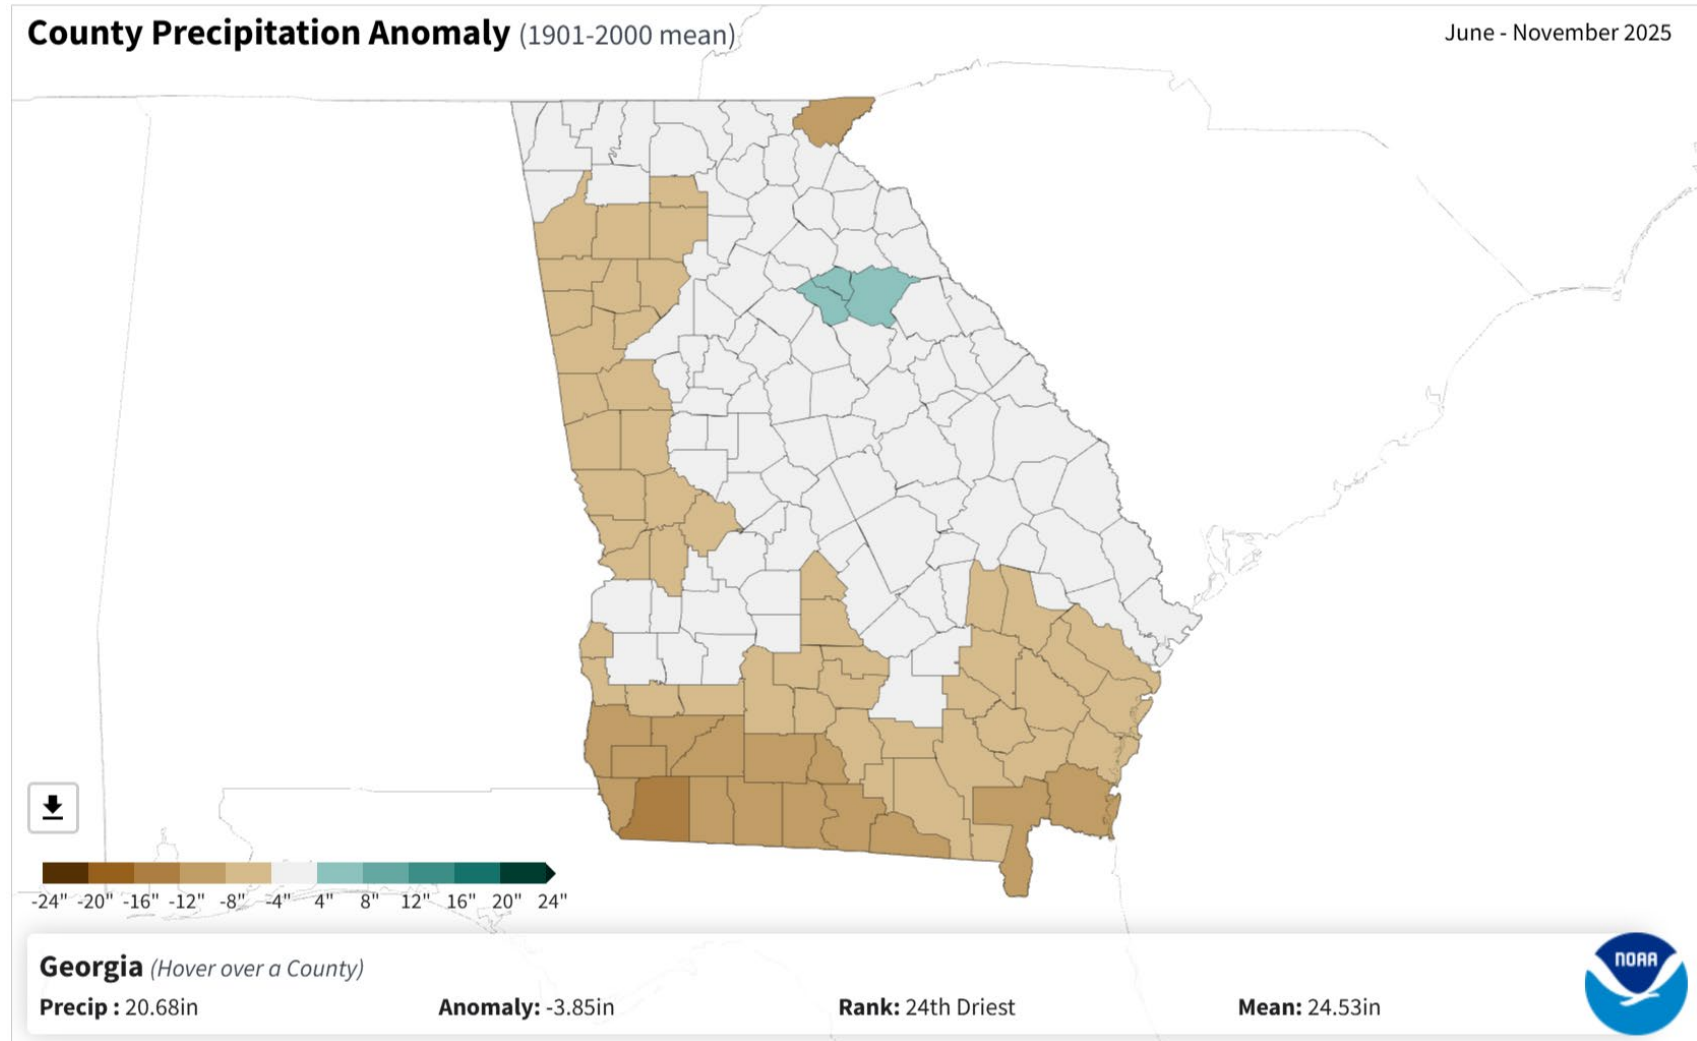 County Precipitation Anomaly (1901-2000 mean)
June - November 2025
-24" -20" -16" -12" -8" -4" 4" 8" 12" 16" 20" 24"
Georgia (Hover over a County)
Precip : 20.68in Anomaly: -3.85in Rank: 24th Driest Mean: 24.53in
NOAA